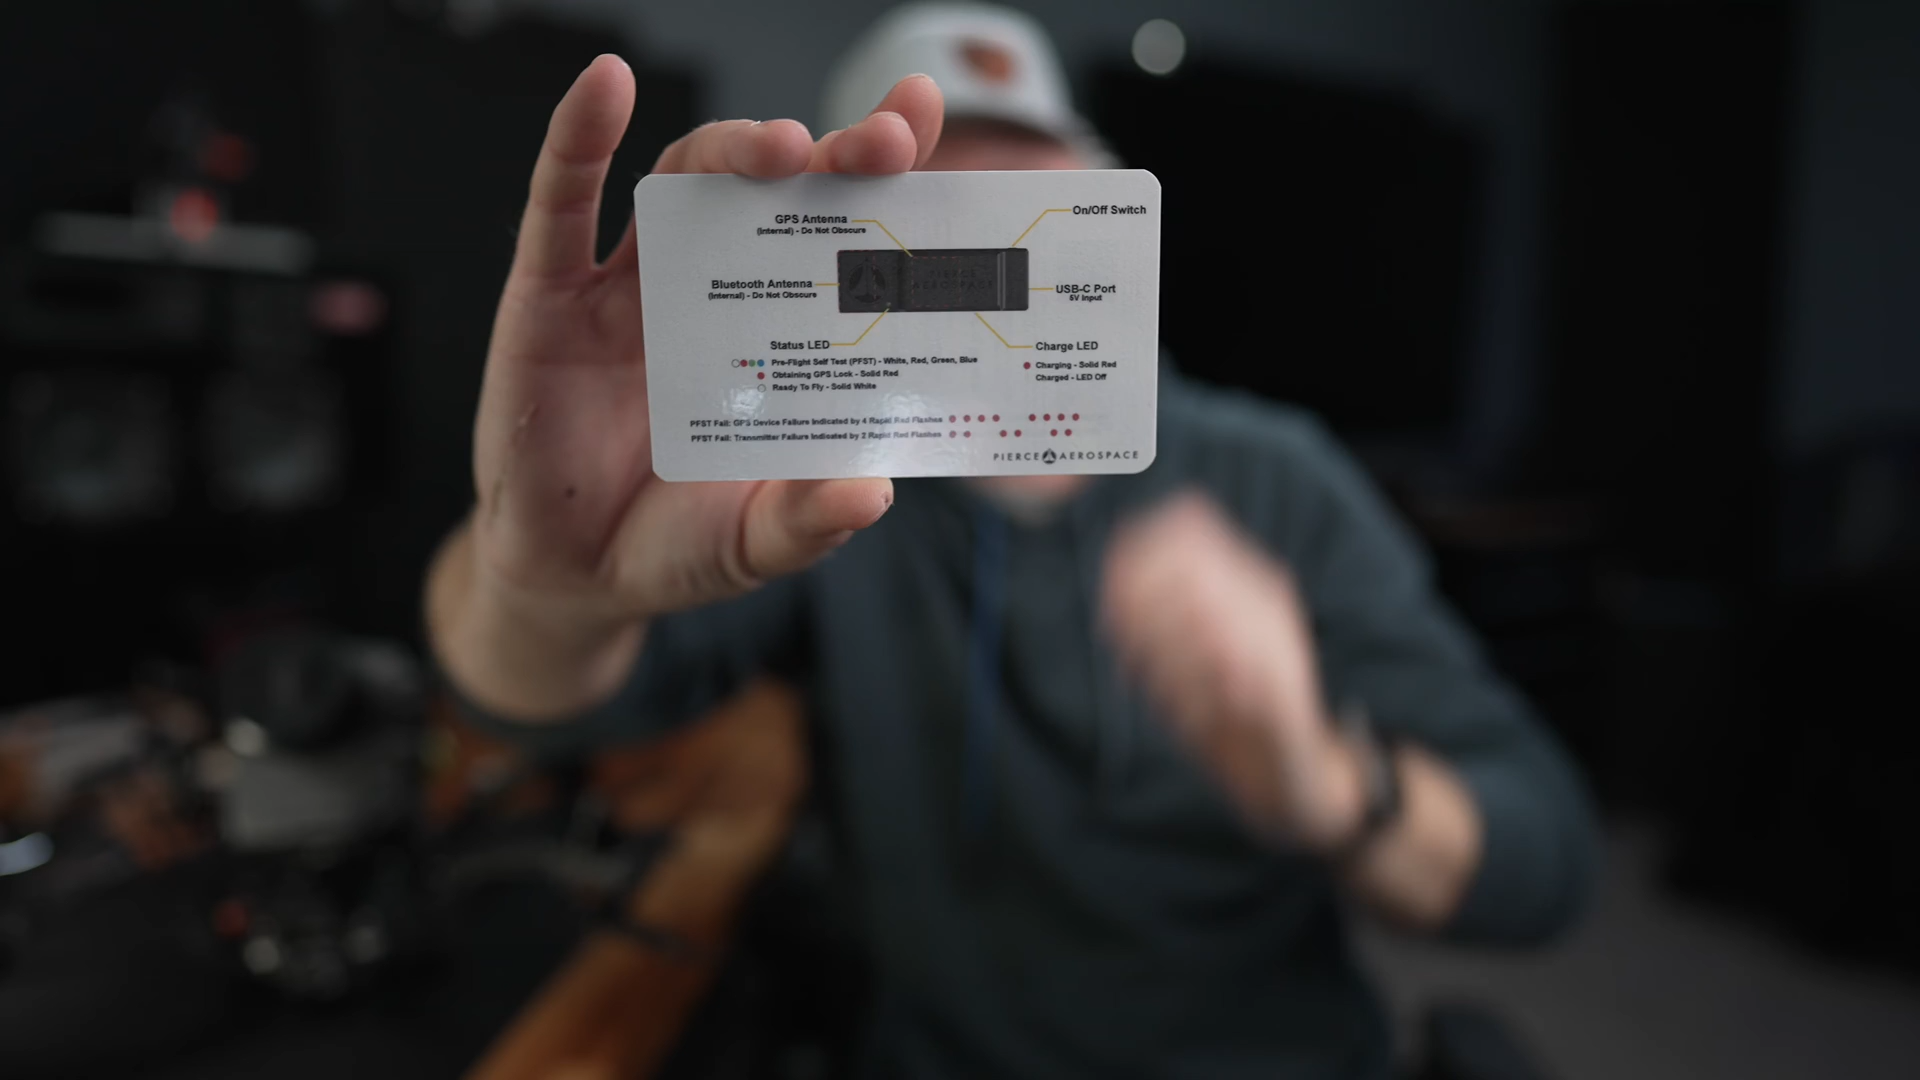 GPS Antenna
(Internal) - Do Not Obscure
On/Off Switch
PIERCE
AEROSPACE
Bluetooth Antenna
(Internal) - Do Not Obscure
USB-C Port
5V Input
Status LED
Pre-Flight Self Test (PFST) - White, Red, Green, Blue
Obtaining GPS Lock - Solid Red
Ready To Fly - Solid White
Charge LED
Charging - Solid Red
Charged - LED Off
PFST Fail: GPS Device Failure Indicated by 4 Rapid Red Flashes
PFST Fail: Transmitter Failure Indicated by 2 Rapid Red Flashes
PIERCE AEROSPACE